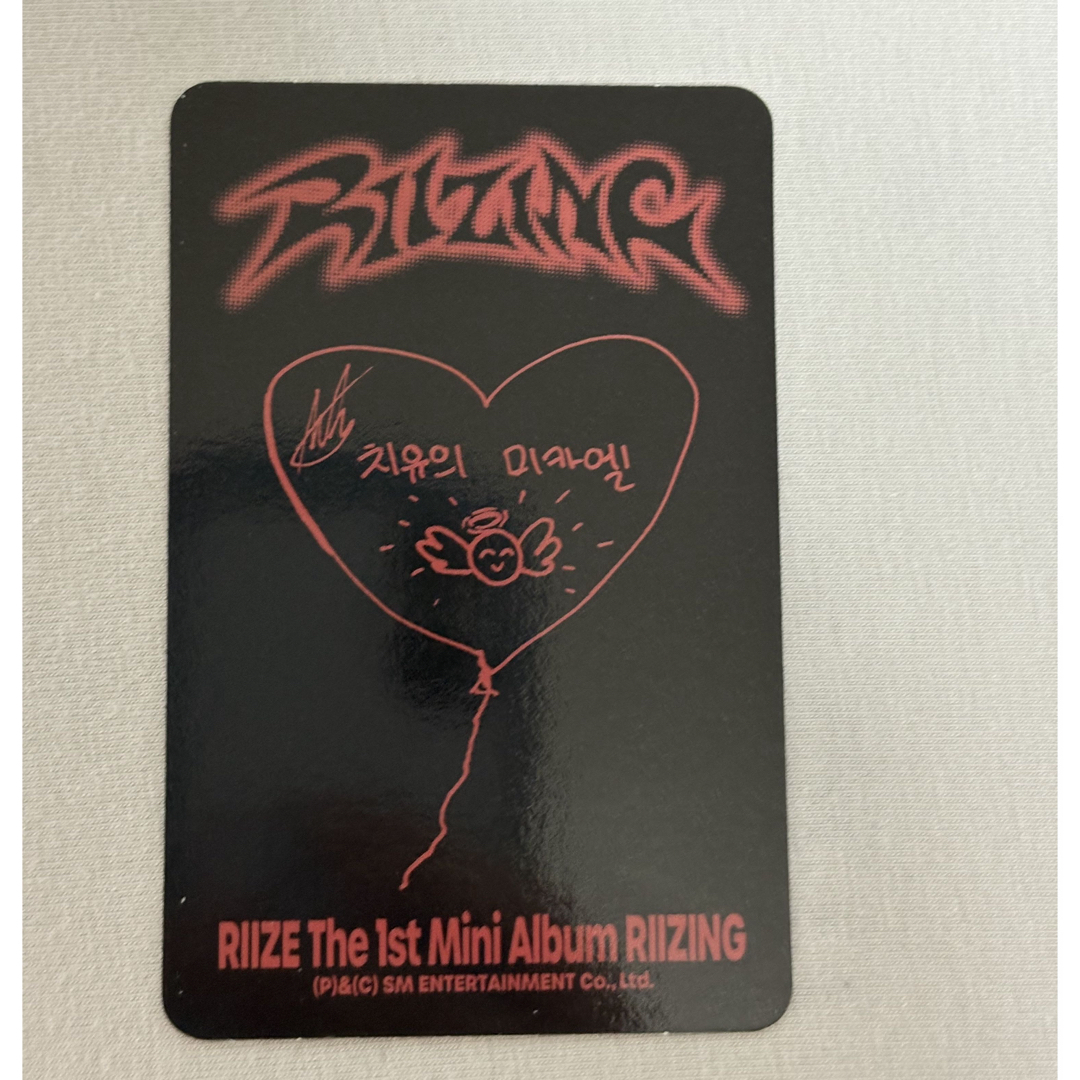 RIIZING
치유의 미카엘
RIIZE The 1st Mini Album RIIZING
(P)&(C) SM ENTERTAINMENT Co., Ltd.